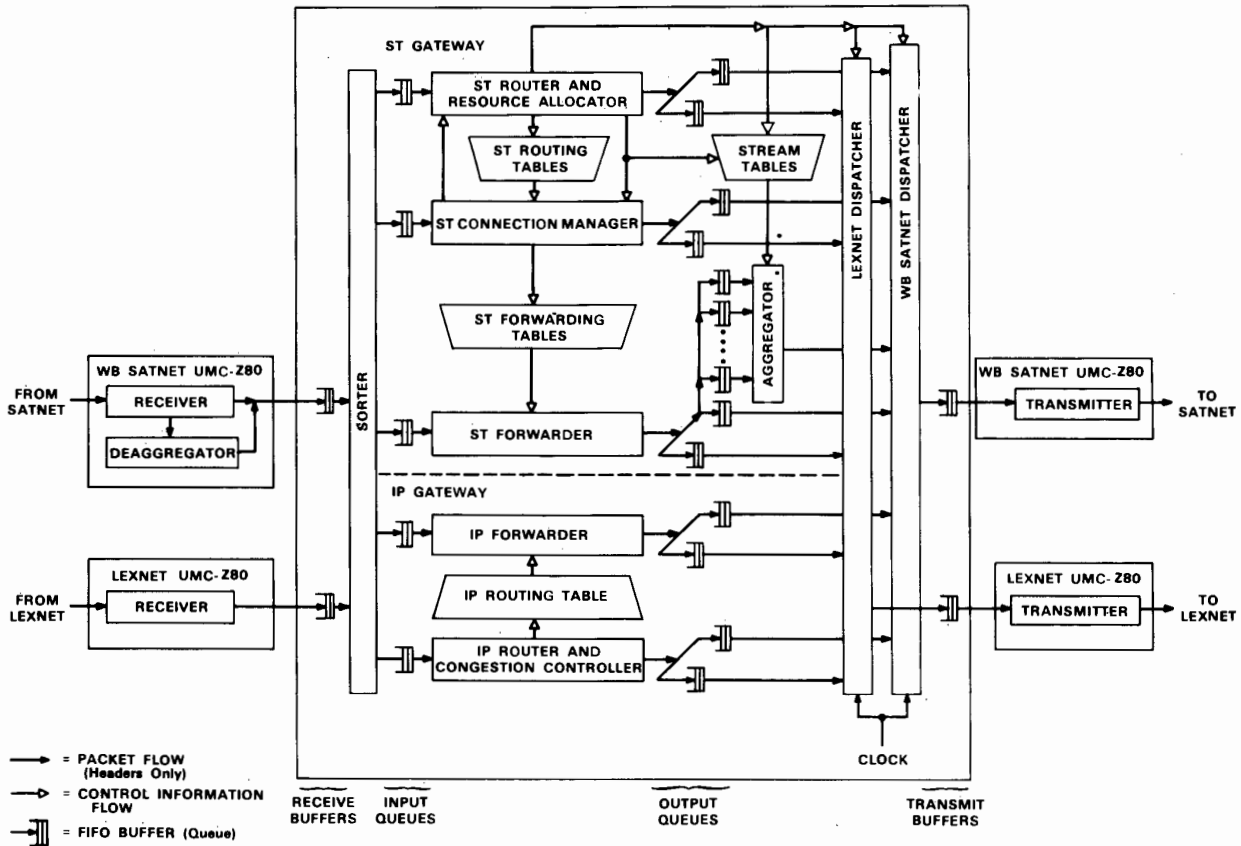 ST GATEWAY
ST ROUTER AND
RESOURCE ALLOCATOR
ST ROUTING
TABLES
STREAM
TABLES
ST CONNECTION MANAGER
ST FORWARDING
TABLES
AGGREGATOR
LEXNET DISPATCHER
WB SATNET DISPATCHER
SORTER
WB SATNET UMC-Z80
FROM
SATNET
RECEIVER
DEAGGREGATOR
ST FORWARDER
WB SATNET UMC-Z80
TRANSMITTER
TO
SATNET
IP GATEWAY
IP FORWARDER
IP ROUTING TABLE
IP ROUTER AND
CONGESTION CONTROLLER
LEXNET UMC-Z80
FROM
LEXNET
RECEIVER
LEXNET UMC-Z80
TRANSMITTER
TO
LEXNET
CLOCK
= PACKET FLOW
(Headers Only)
= CONTROL INFORMATION
FLOW
= FIFO BUFFER (Queue)
RECEIVE
BUFFERS
INPUT
QUEUES
OUTPUT
QUEUES
TRANSMIT
BUFFERS